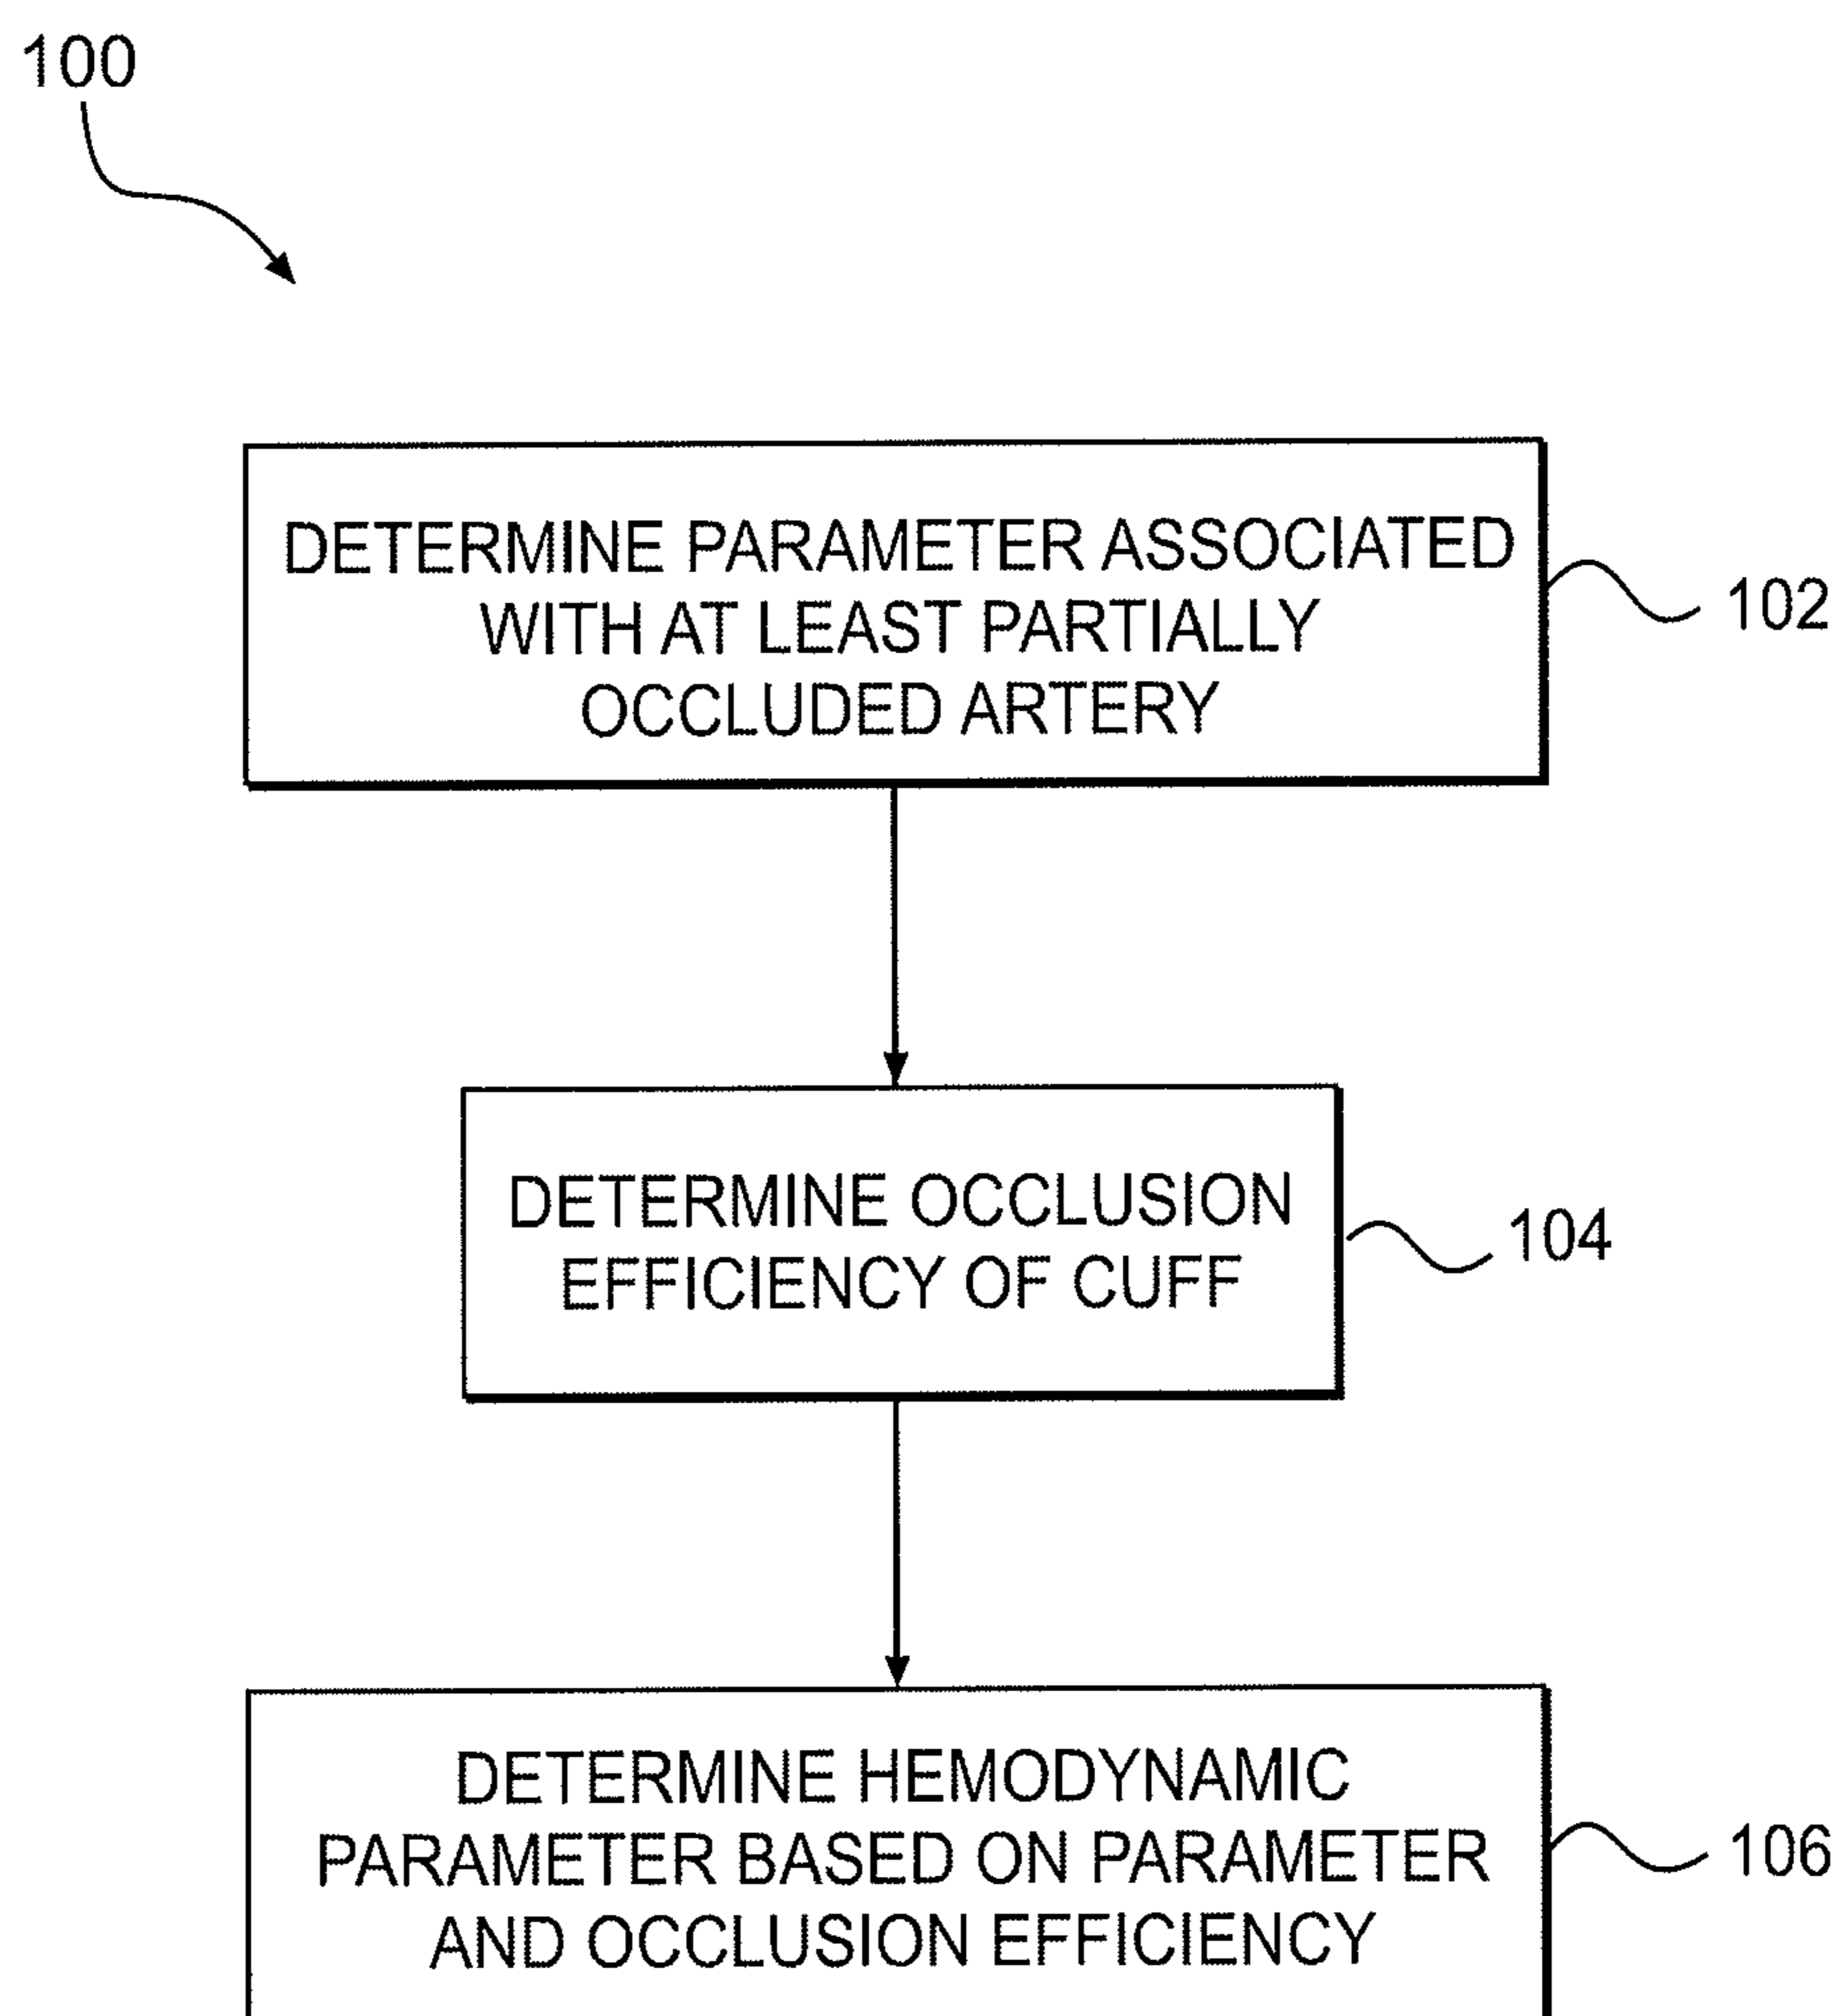 100
DETERMINE PARAMETER ASSOCIATED
WITH AT LEAST PARTIALLY
OCCLUDED ARTERY
102
DETERMINE OCCLUSION
EFFICIENCY OF CUFF
104
DETERMINE HEMODYNAMIC
PARAMETER BASED ON PARAMETER
AND OCCLUSION EFFICIENCY
106